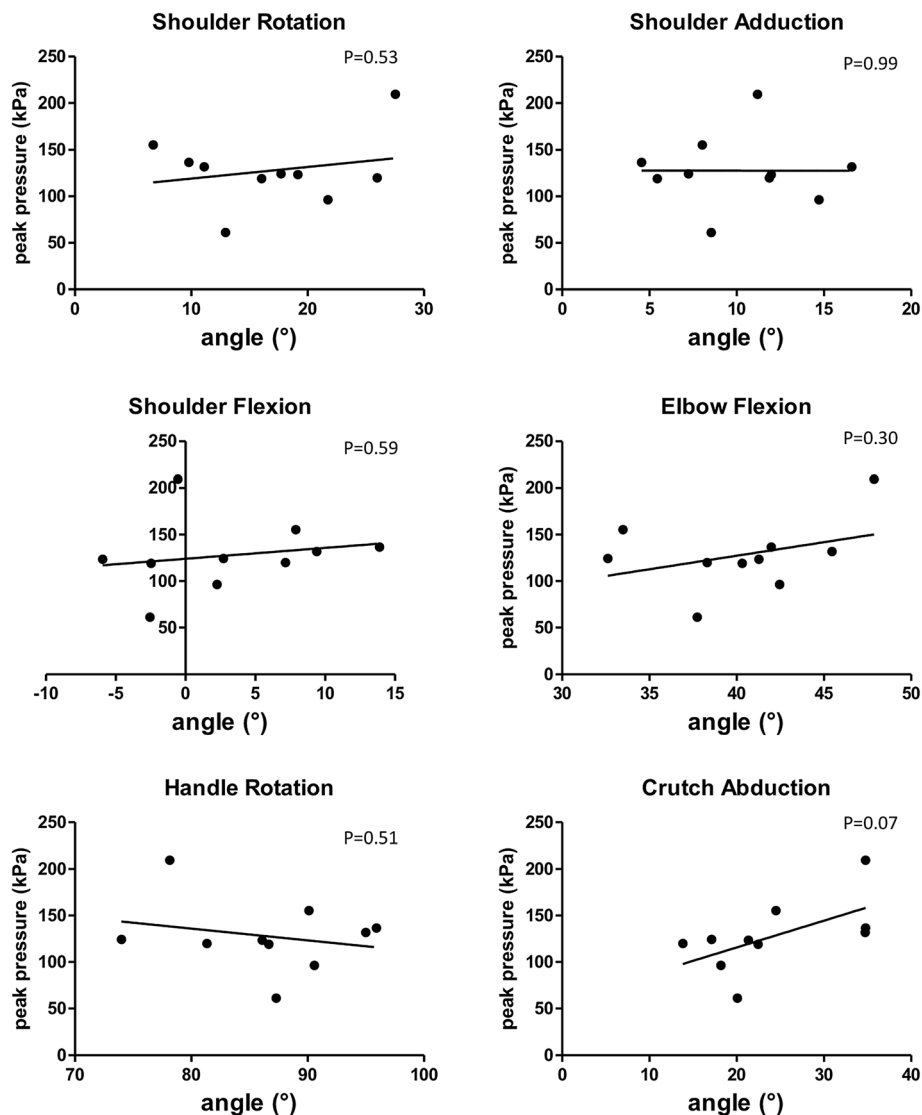 Shoulder Rotation
P=0.53
peak pressure (kPa)
250
200
150
100
50
0
0 10 20 30
angle (°)
Shoulder Adduction
P=0.99
peak pressure (kPa)
250
200
150
100
50
0
0 5 10 15 20
angle (°)
Shoulder Flexion
P=0.59
250
200
150
100
50
-10 -5 0 5 10 15
angle (°)
Elbow Flexion
P=0.30
peak pressure (kPa)
250
200
150
100
50
0
30 35 40 45 50
angle (°)
Handle Rotation
P=0.51
peak pressure (kPa)
250
200
150
100
50
0
70 80 90 100
angle (°)
Crutch Abduction
P=0.07
peak pressure (kPa)
250
200
150
100
50
0
0 10 20 30 40
angle (°)